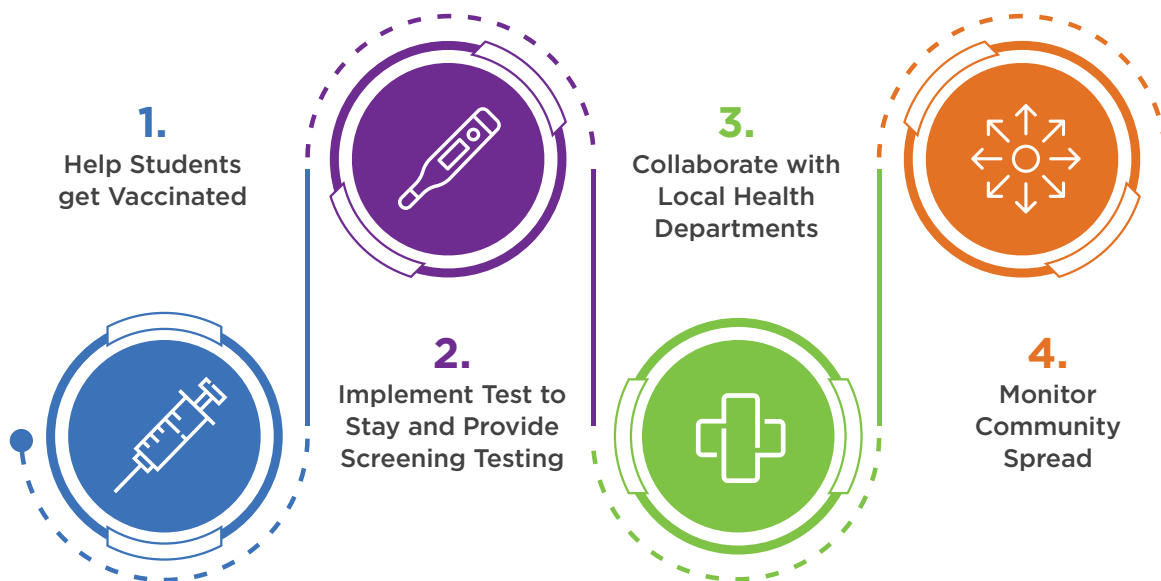 1.
Help Students
get Vaccinated
2.
Implement Test to
Stay and Provide
Screening Testing
3.
Collaborate with
Local Health
Departments
4.
Monitor
Community
Spread